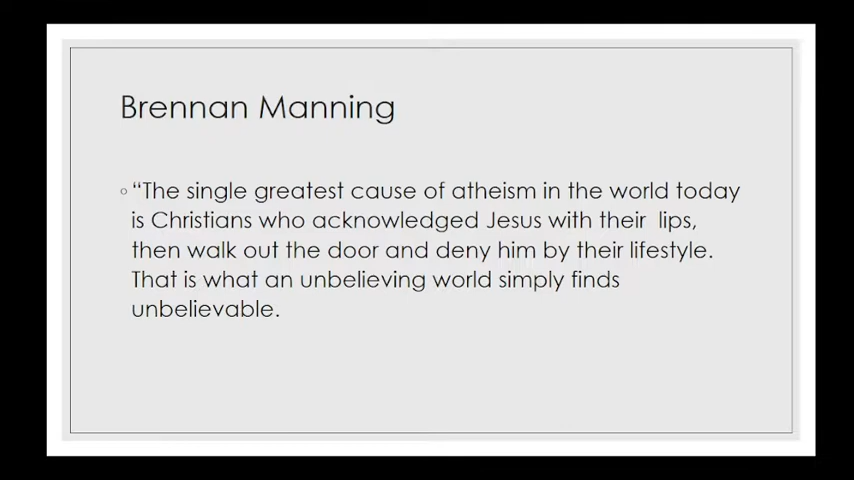 Brennan Manning
◦ “The single greatest cause of atheism in the world today
is Christians who acknowledged Jesus with their  lips,
then walk out the door and deny him by their lifestyle.
That is what an unbelieving world simply finds
unbelievable.